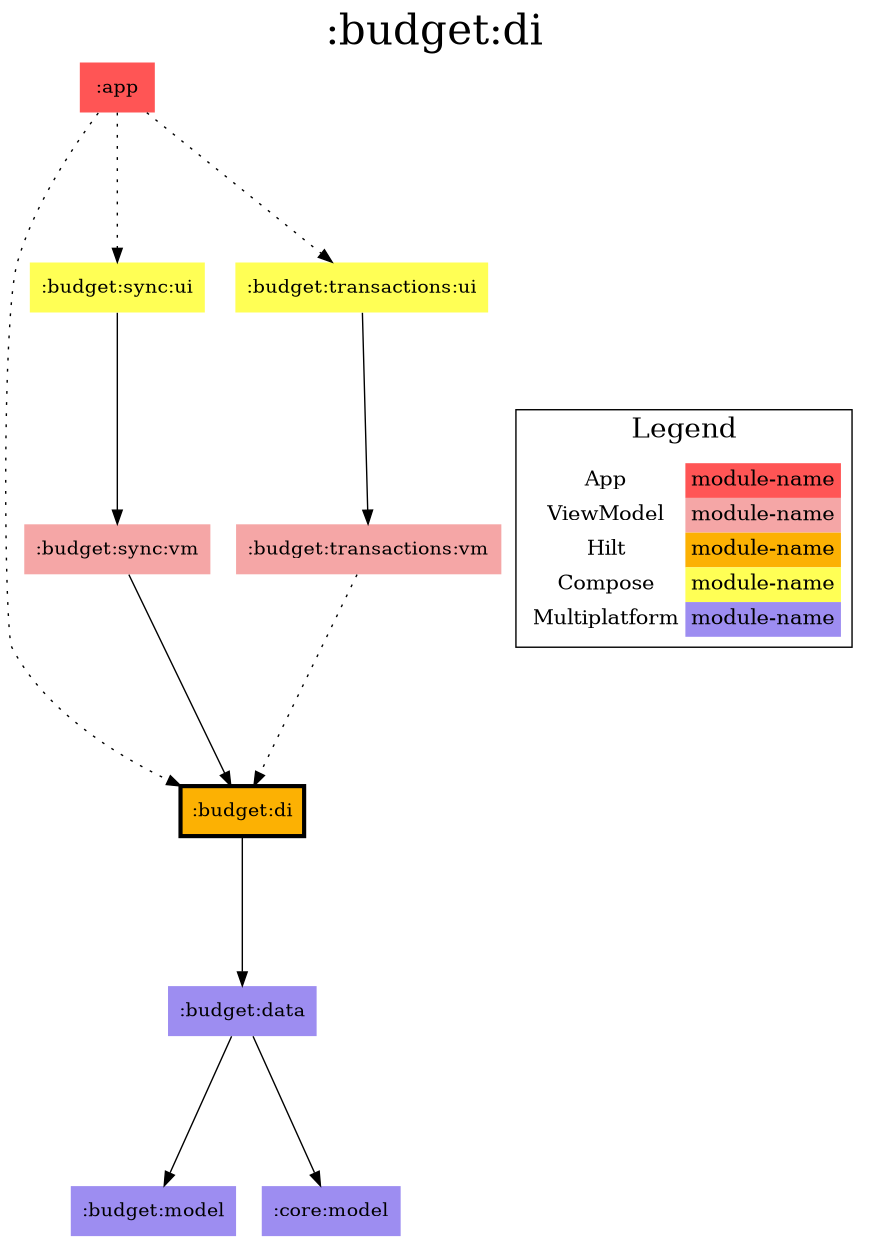 :budget:di
:app
:budget:sync:ui
:budget:transactions:ui
Legend
App module-name
ViewModel module-name
Hilt module-name
Compose module-name
Multiplatform module-name
:budget:sync:vm
:budget:transactions:vm
:budget:di
:budget:data
:budget:model
:core:model